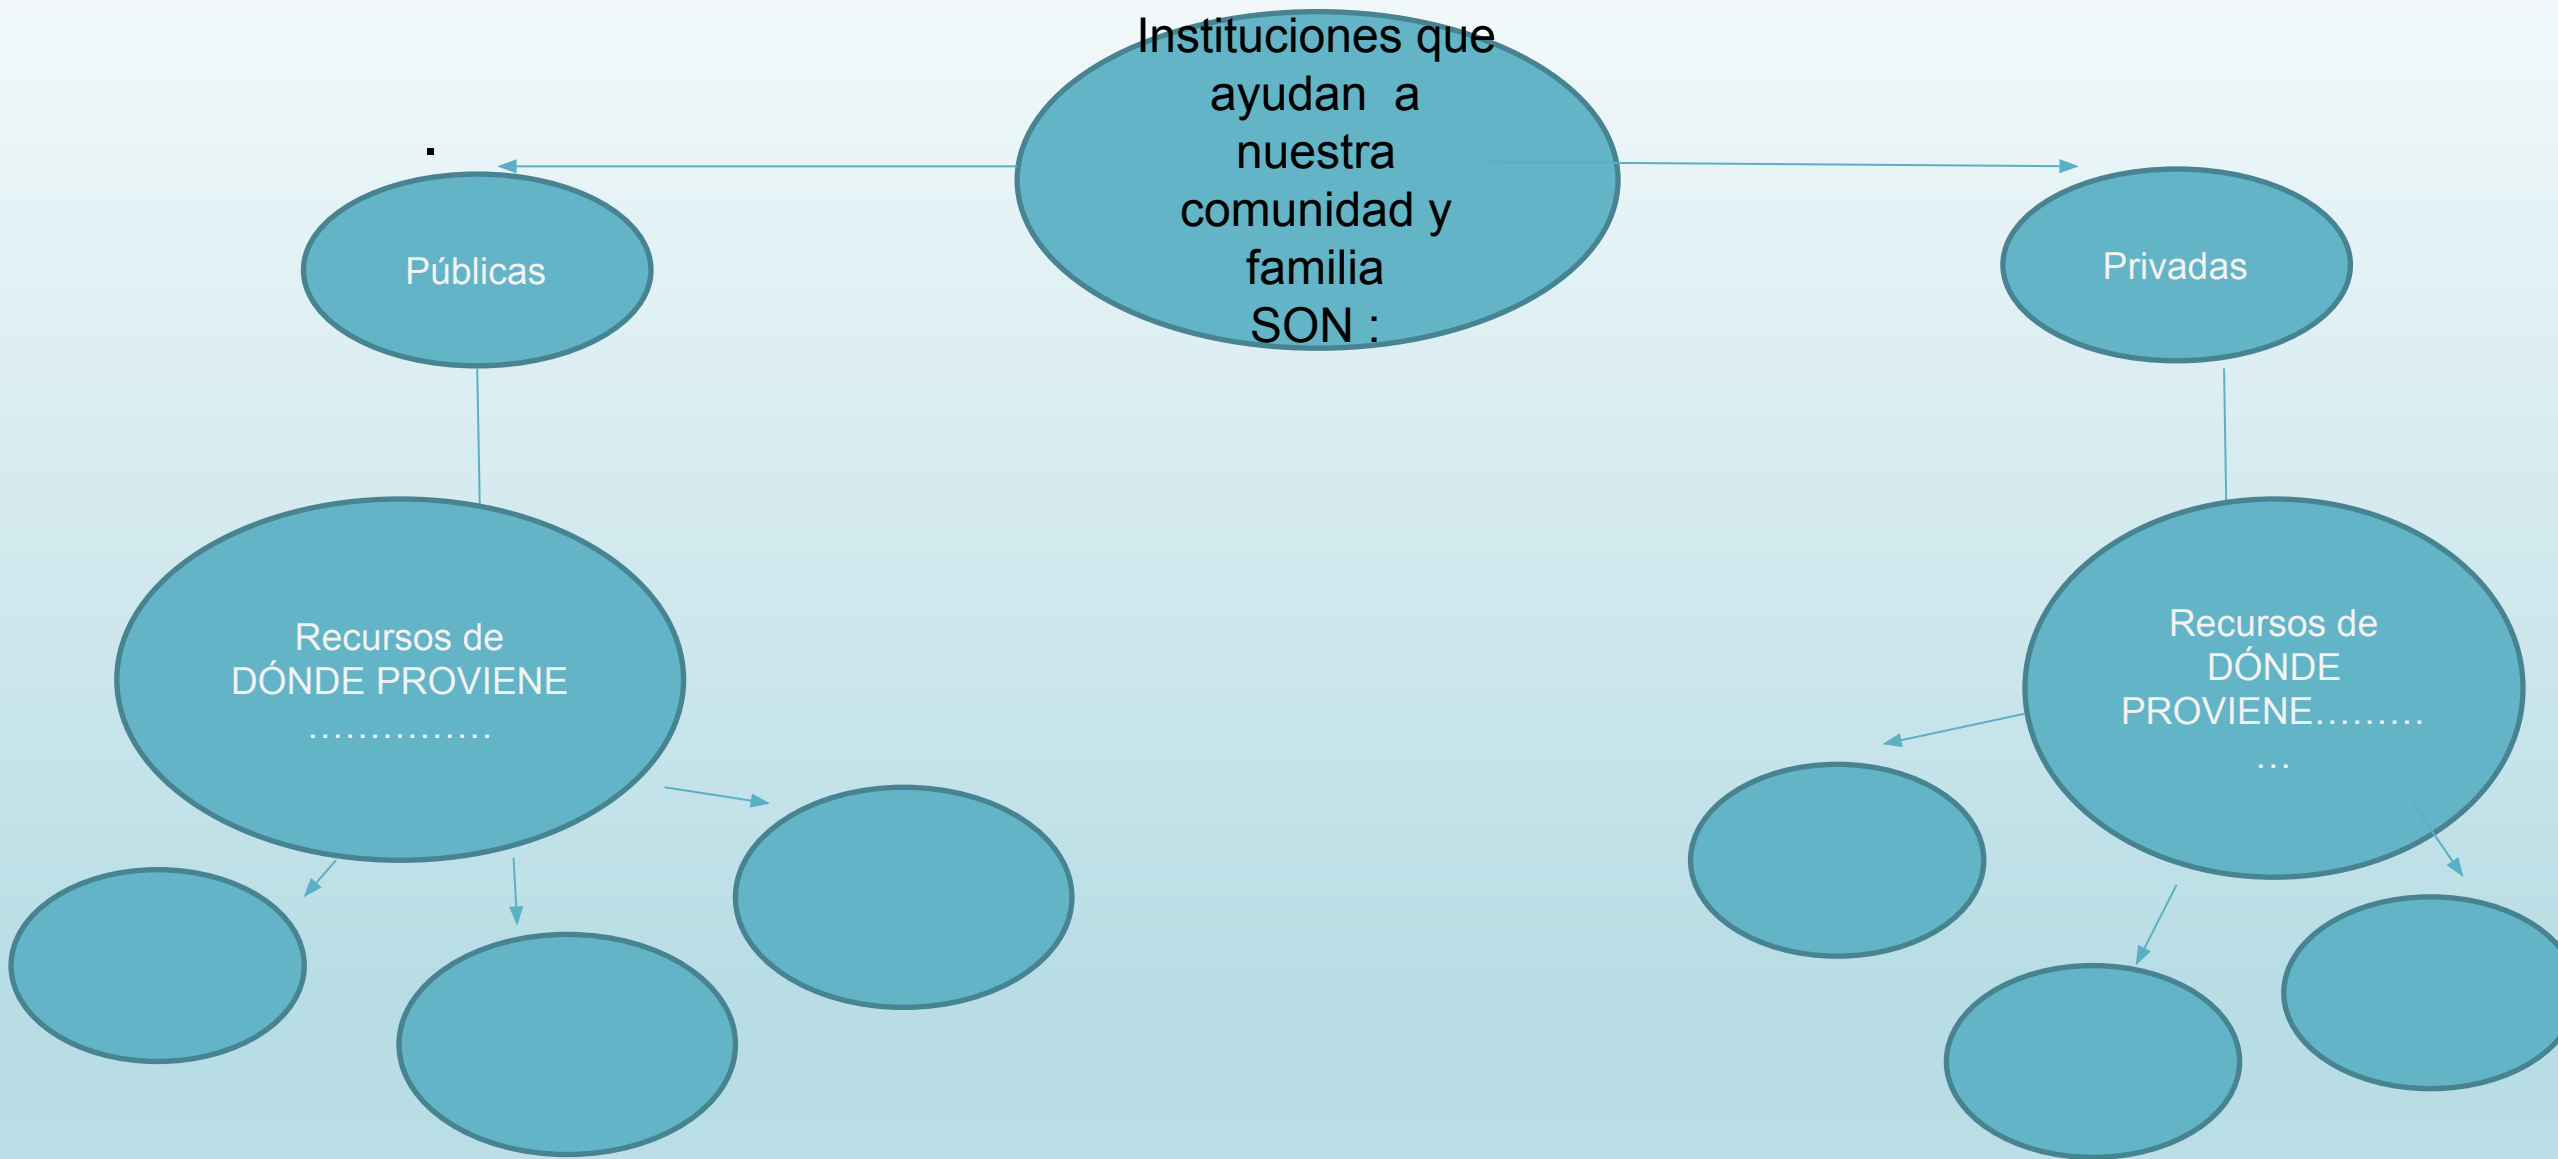 Instituciones que
ayudan  a
nuestra
comunidad y
familia
SON :
.
Públicas
Privadas
Recursos de
DÓNDE PROVIENE
……………
Recursos de
DÓNDE
PROVIENE………
…